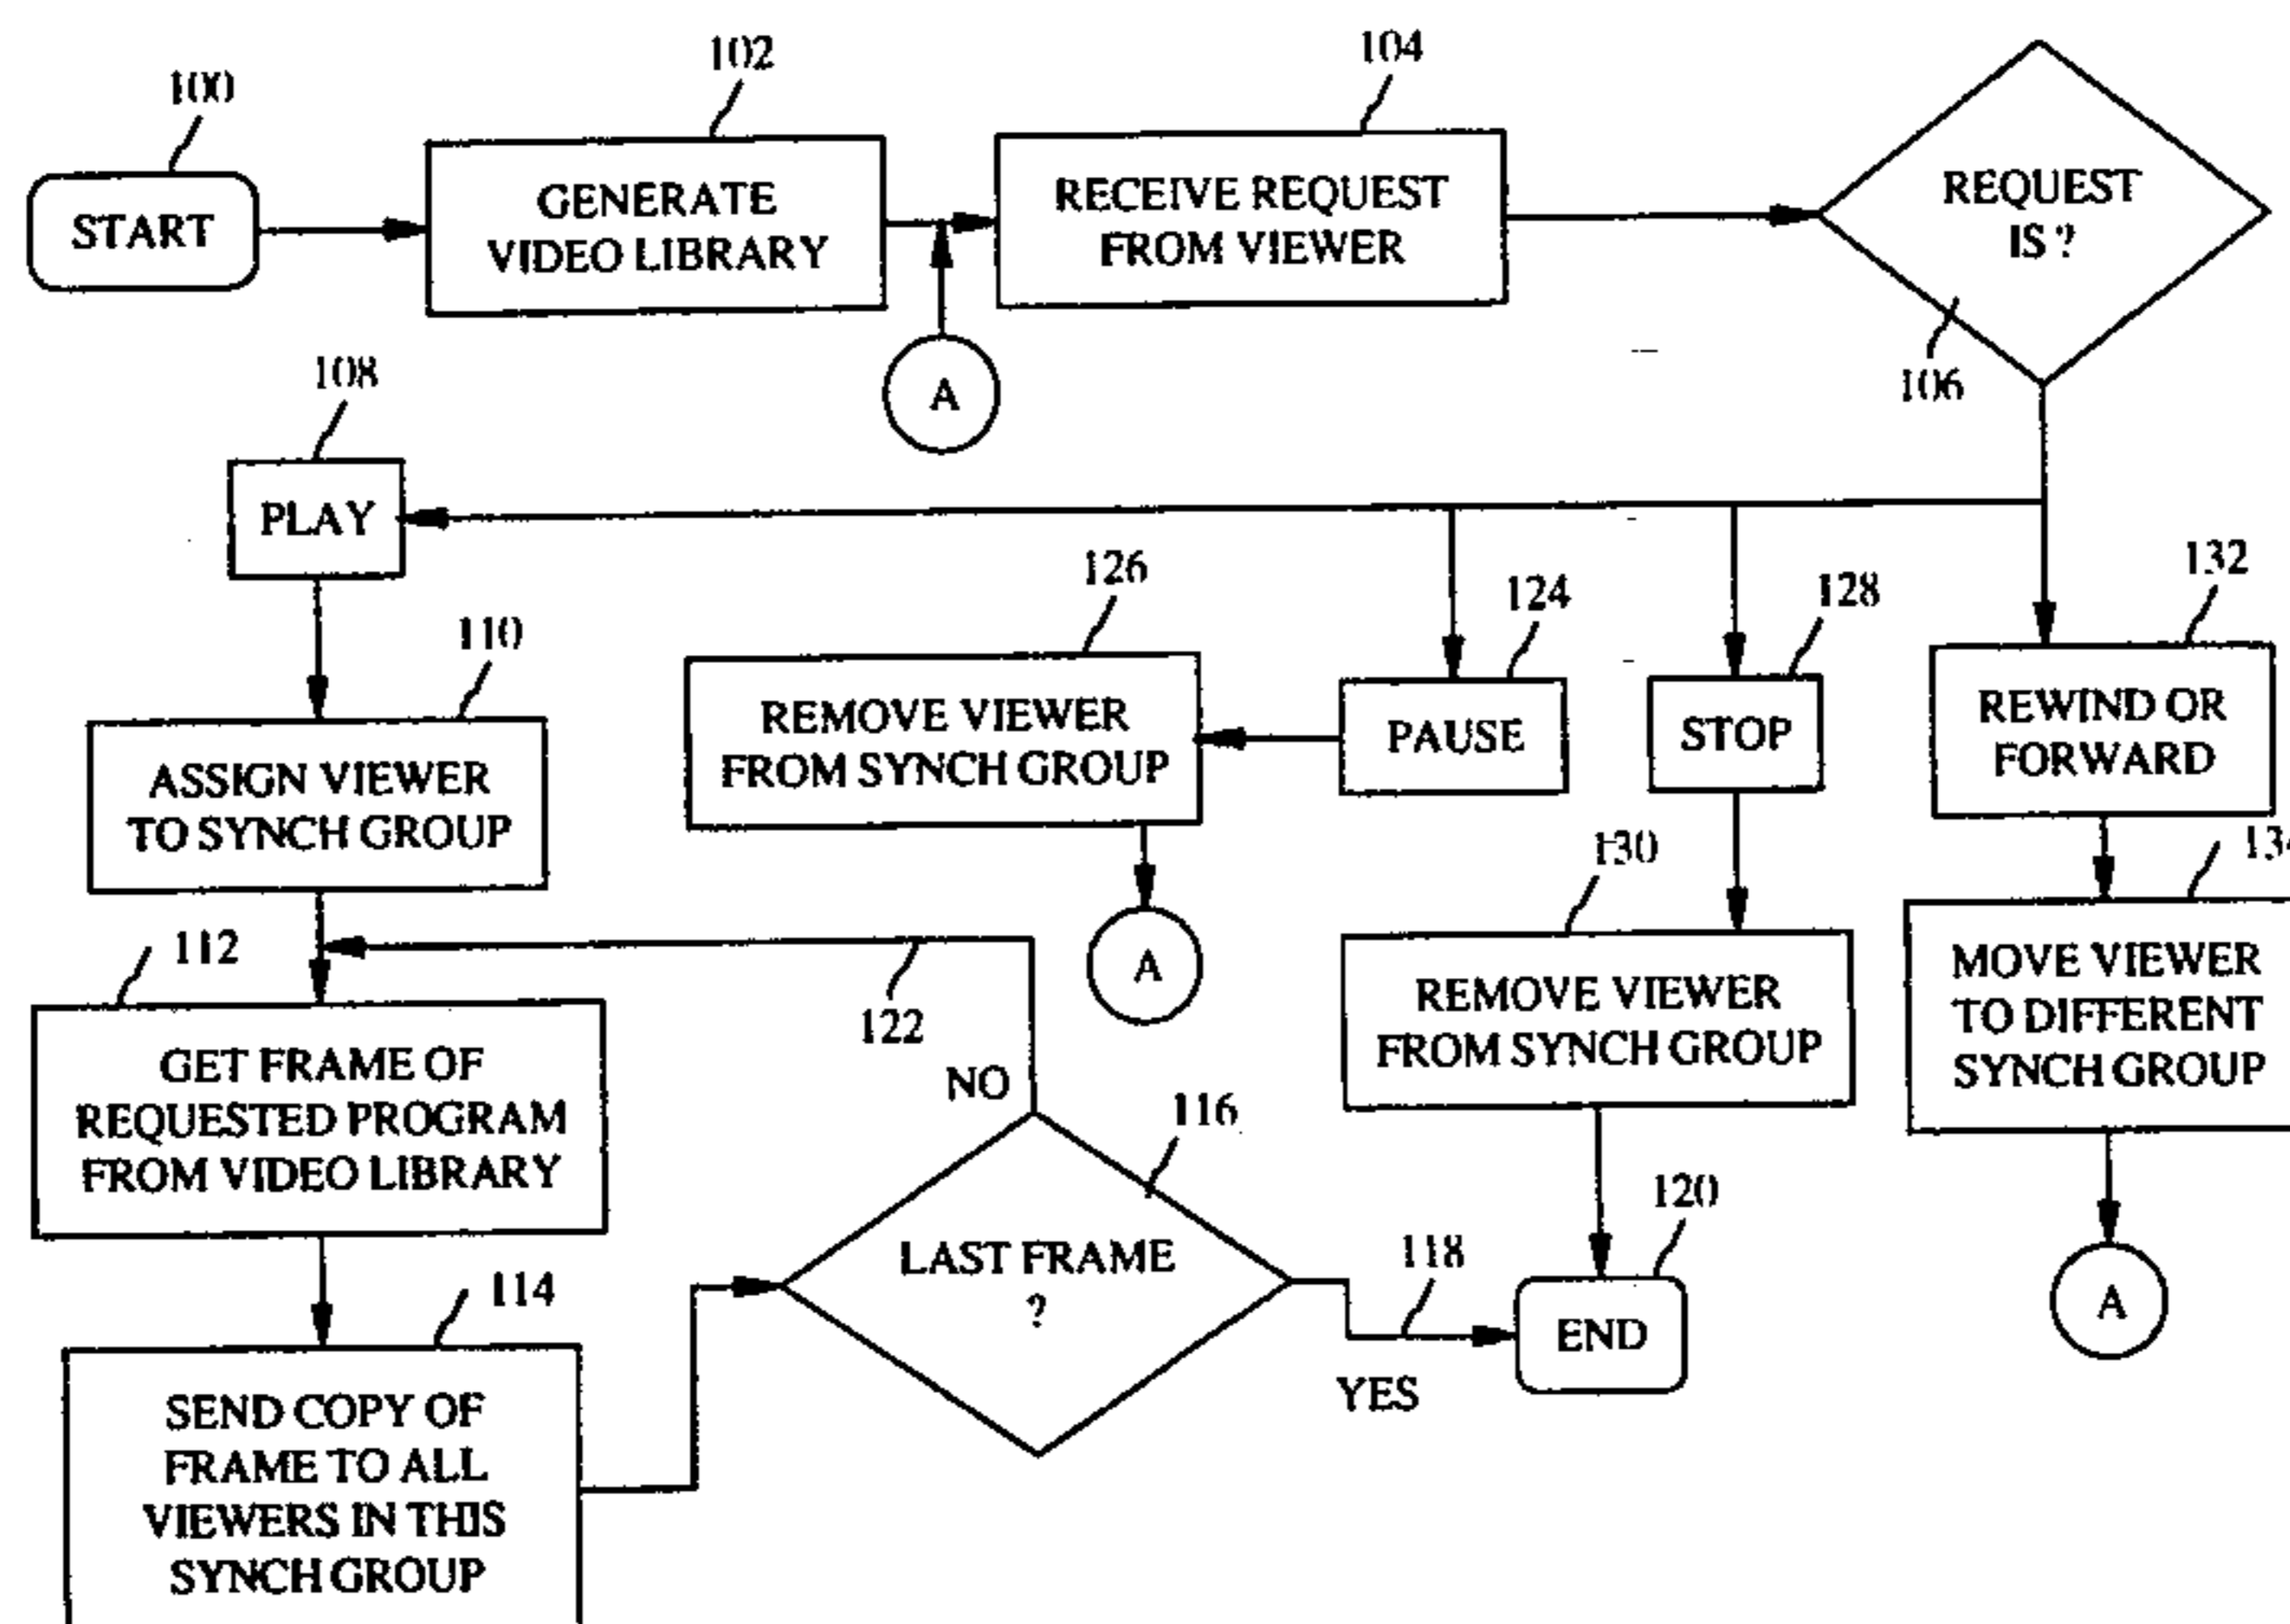 100
102
104
START
GENERATE
VIDEO LIBRARY
RECEIVE REQUEST
FROM VIEWER
REQUEST
IS ?
106
A
108
PLAY
126
124
128
132
110
REMOVE VIEWER
FROM SYNCH GROUP
PAUSE
STOP
REWIND OR
FORWARD
ASSIGN VIEWER
TO SYNCH GROUP
130
112
A
122
REMOVE VIEWER
FROM SYNCH GROUP
MOVE VIEWER
TO DIFFERENT
SYNCH GROUP
GET FRAME OF
REQUESTED PROGRAM
FROM VIDEO LIBRARY
NO
116
LAST FRAME
?
118
YES
120
END
A
114
SEND COPY OF
FRAME TO ALL
VIEWERS IN THIS
SYNCH GROUP